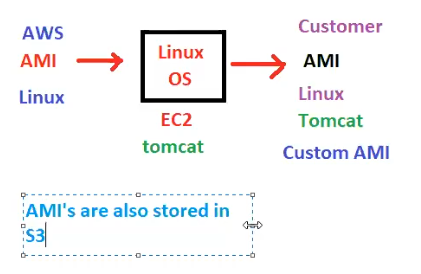 AWS
AMI
Linux
Linux
OS
EC2
tomcat
Customer
AMI
Linux
Tomcat
Custom AMI
AMI's are also stored in
S3